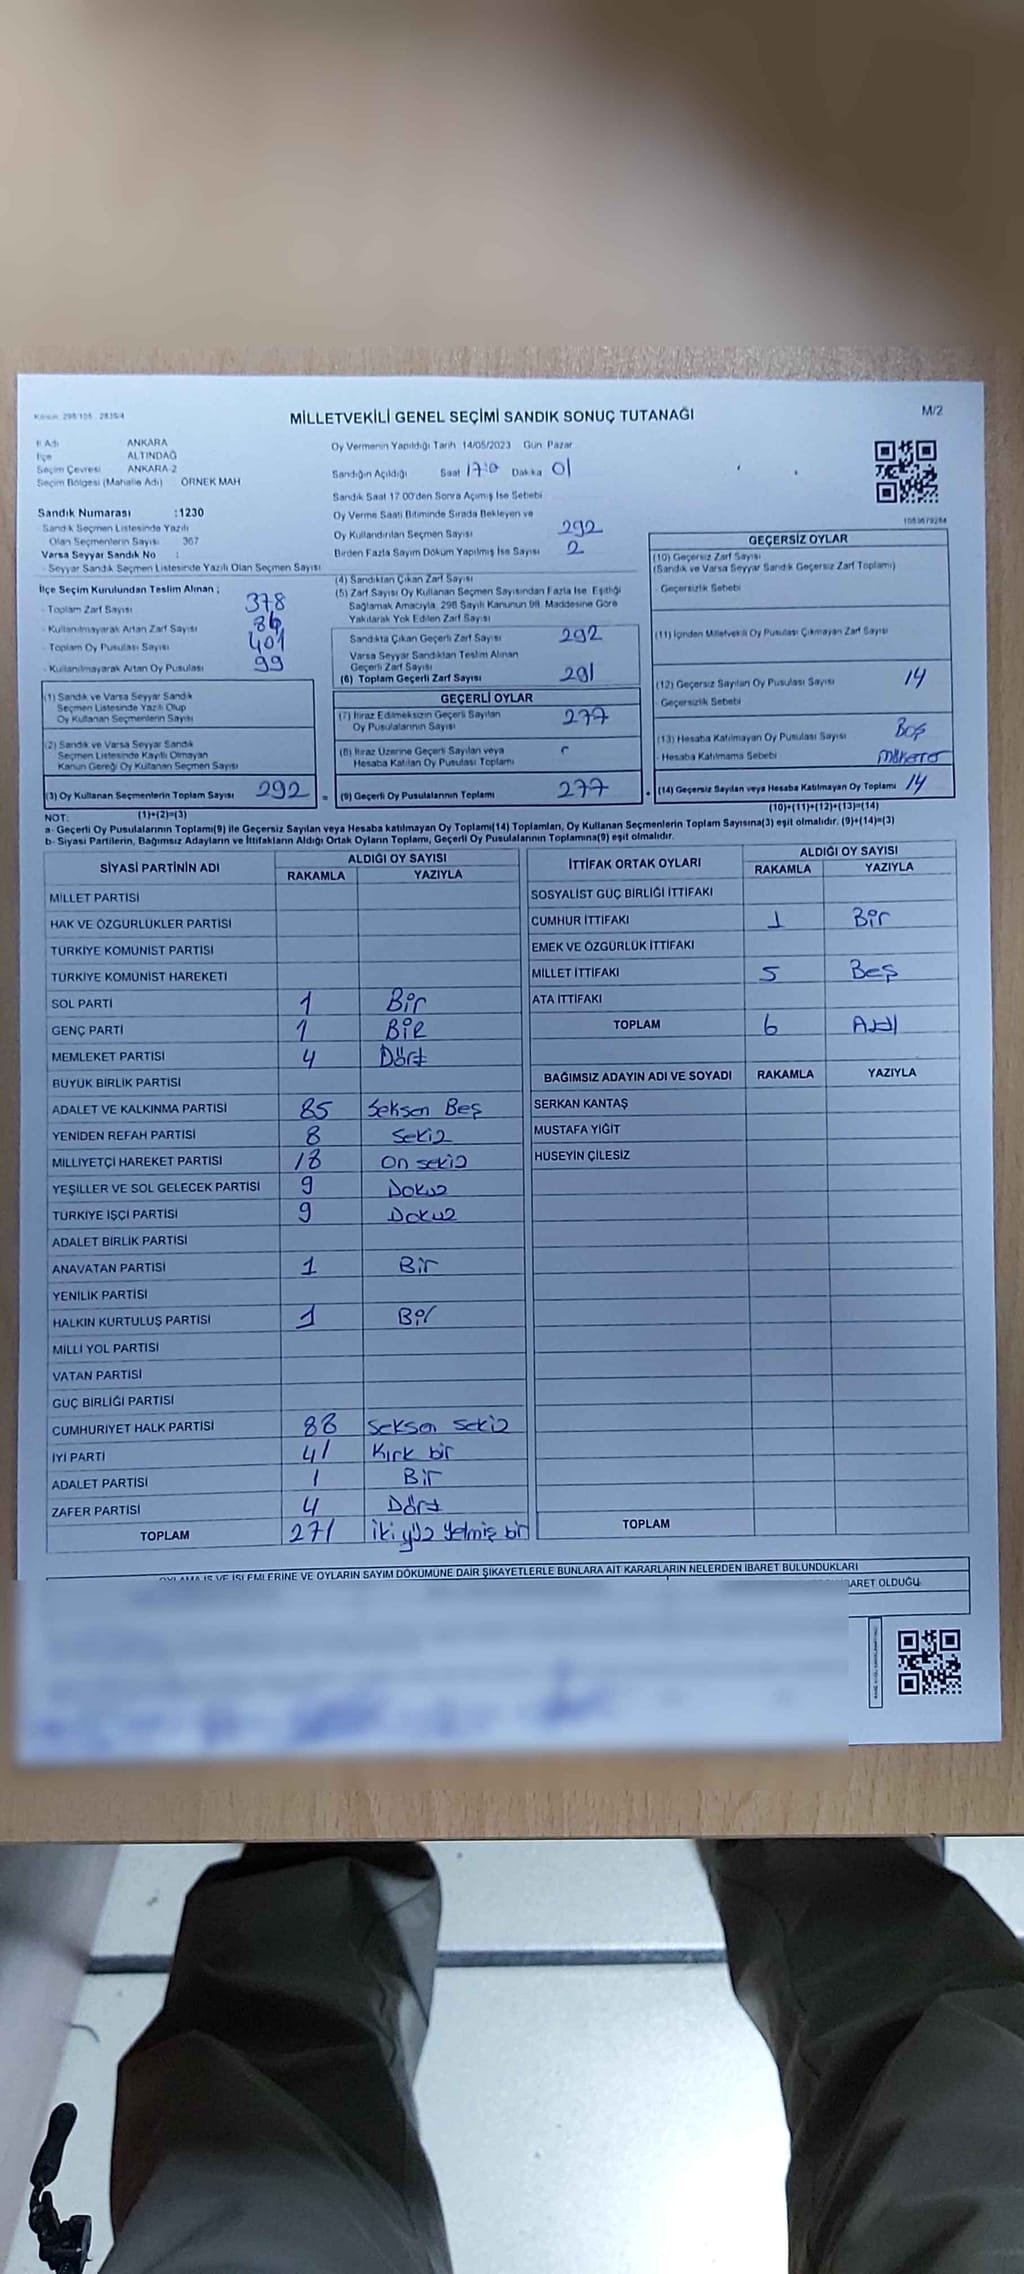 Kanun: 298/105 2839/4
MİLLETVEKİLİ GENEL SEÇİMİ SANDIK SONUÇ TUTANAĞI
M/2
İl Adı ANKARA
İlçe ALTINDAĞ
Seçim Çevresi ANKARA-2
Seçim Bölgesi (Mahalle Adı) ÖRNEK MAH
Sandık Numarası :1230
Sandık Seçmen Listesinde Yazılı
Olan Seçmenlerin Sayısı 367
Varsa Seyyar Sandık No :
- Seyyar Sandık Seçmen Listesinde Yazılı Olan Seçmen Sayısı
Oy Vermenin Yapıldığı Tarih 14/05/2023 Gün Pazar
Sandığın Açıldığı Saat 17:0 Dakika 01
Sandık Saat 17:00'den Sonra Açılmış İse Sebebi
Oy Verme Saati Bitiminde Sırada Bekleyen ve
Oy Kullandırılan Seçmen Sayısı 292
Birden Fazla Sayım Döküm Yapılmış İse Sayısı 2
İlçe Seçim Kurulundan Teslim Alınan ;
- Toplam Zarf Sayısı 378
- Kullanılmayarak Artan Zarf Sayısı 86
- Toplam Oy Pusulası Sayısı 401
- Kullanılmayarak Artan Oy Pusulası 99
(1) Sandık ve Varsa Seyyar Sandık
Seçmen Listesinde Yazılı Olup
Oy Kullanan Seçmenlerin Sayısı
(2) Sandık ve Varsa Seyyar Sandık
Seçmen Listesinde Kayıtlı Olmayan
Kanun Gereği Oy Kullanan Seçmen Sayısı
(3) Oy Kullanan Seçmenlerin Toplam Sayısı 292 =
(1)+(2)=(3)
(4) Sandıktan Çıkan Zarf Sayısı
(5) Zarf Sayısı Oy Kullanan Seçmen Sayısından Fazla İse, Eşitliği
Sağlamak Amacıyla, 298 Sayılı Kanunun 98. Maddesine Göre
Yakılarak Yok Edilen Zarf Sayısı
Sandıkta Çıkan Geçerli Zarf Sayısı 292
Varsa Seyyar Sandıktan Teslim Alınan
Geçerli Zarf Sayısı
(6) Toplam Geçerli Zarf Sayısı 291
GEÇERLİ OYLAR
(7) İtiraz Edilmeksizin Geçerli Sayılan
Oy Pusulalarının Sayısı 277
(8) İtiraz Üzerine Geçerli Sayılan veya
Hesaba Katılan Oy Pusulası Toplamı
(9) Geçerli Oy Pusulalarının Toplamı 277 +
1083679284
GEÇERSİZ OYLAR
(10) Geçersiz Zarf Sayısı
(Sandık ve Varsa Seyyar Sandık Geçersiz Zarf Toplamı)
Geçersizlik Sebebi
(11) İçinden Milletvekili Oy Pusulası Çıkmayan Zarf Sayısı
(12) Geçersiz Sayılan Oy Pusulası Sayısı 14
- Geçersizlik Sebebi
(13) Hesaba Katılmayan Oy Pusulası Sayısı Boş
- Hesaba Katılmama Sebebi
(14) Geçersiz Sayılan veya Hesaba Katılmayan Oy Toplamı 14
(10)+(11)+(12)+(13)=(14)
NOT:
a- Geçerli Oy Pusulalarının Toplamı(9) ile Geçersiz Sayılan veya Hesaba katılmayan Oy Toplamı(14) Toplamları, Oy Kullanan Seçmenlerin Toplam Sayısına(3) eşit olmalıdır. (9)+(14)=(3)
b- Siyasi Partilerin, Bağımsız Adayların ve İttifakların Aldığı Ortak Oyların Toplamı, Geçerli Oy Pusulalarının Toplamına(9) eşit olmalıdır.
SİYASİ PARTİNİN ADI ALDIĞI OY SAYISI
RAKAMLA YAZIYLA
MİLLET PARTİSİ
HAK VE ÖZGÜRLÜKLER PARTİSİ
TÜRKİYE KOMÜNİST PARTİSİ
TÜRKİYE KOMÜNİST HAREKETİ
SOL PARTİ 1 Bir
GENÇ PARTİ 1 BİR
MEMLEKET PARTİSİ 4 Dört
BÜYÜK BİRLİK PARTİSİ
ADALET VE KALKINMA PARTİSİ 85 Seksen Beş
YENİDEN REFAH PARTİSİ 8 Sekiz
MİLLİYETÇİ HAREKET PARTİSİ 18 On sekiz
YEŞİLLER VE SOL GELECEK PARTİSİ 9 Dokuz
TÜRKİYE İŞÇİ PARTİSİ 9 Dokuz
ADALET BİRLİK PARTİSİ
ANAVATAN PARTİSİ 1 Bir
YENİLİK PARTİSİ
HALKIN KURTULUŞ PARTİSİ 1 Bir
MİLLİ YOL PARTİSİ
VATAN PARTİSİ
GÜÇ BİRLİĞİ PARTİSİ
CUMHURİYET HALK PARTİSİ 88 Seksen sekiz
İYİ PARTİ 41 Kırk bir
ADALET PARTİSİ 1 Bir
ZAFER PARTİSİ 4 Dört
TOPLAM 271 İki yüz Yetmiş bir
İTTİFAK ORTAK OYLARI ALDIĞI OY SAYISI
RAKAMLA YAZIYLA
SOSYALİST GÜÇ BİRLİĞİ İTTİFAKI
CUMHUR İTTİFAKI 1 Bir
EMEK VE ÖZGÜRLÜK İTTİFAKI
MİLLET İTTİFAKI 5 Beş
ATA İTTİFAKI
TOPLAM 6 Altı
BAĞIMSIZ ADAYIN ADI VE SOYADI RAKAMLA YAZIYLA
SERKAN KANTAŞ
MUSTAFA YİĞİT
HÜSEYİN ÇİLESİZ
TOPLAM
İŞLEMLERİNE VE OYLARIN SAYIM DÖKÜMÜNE DAİR ŞİKAYETLERLE BUNLARA AİT KARARLARIN NELERDEN İBARET BULUNDUKLARI
OLDUĞU